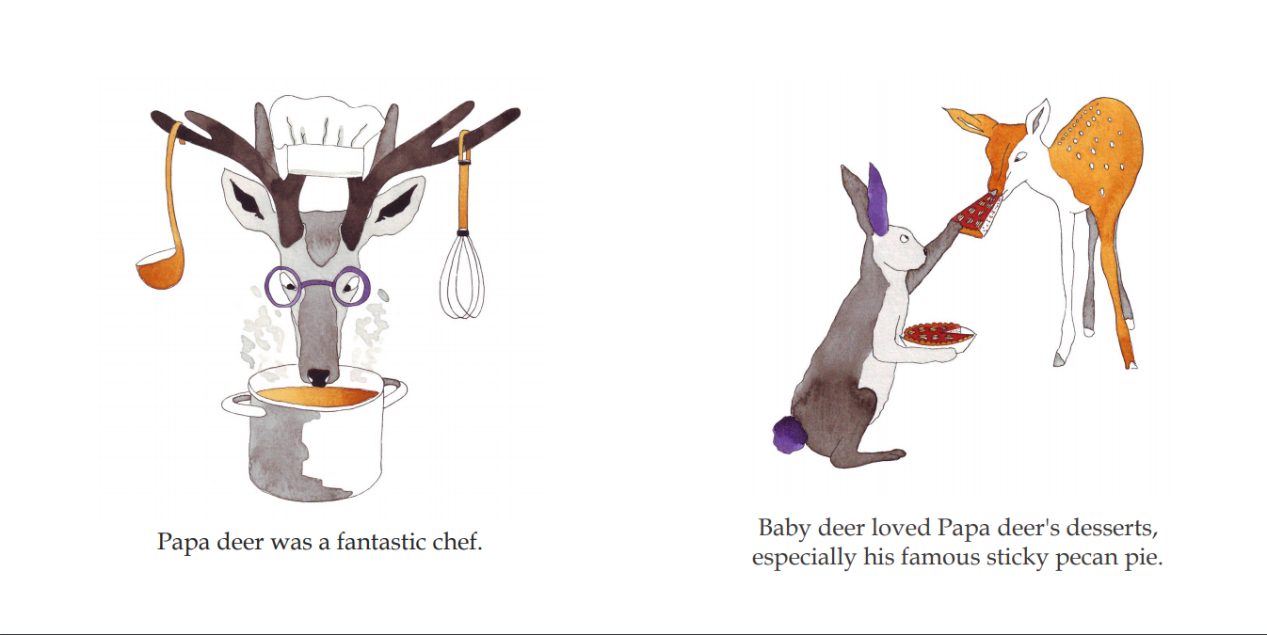 Papa deer was a fantastic chef.
Baby deer loved Papa deer's desserts,
especially his famous sticky pecan pie.